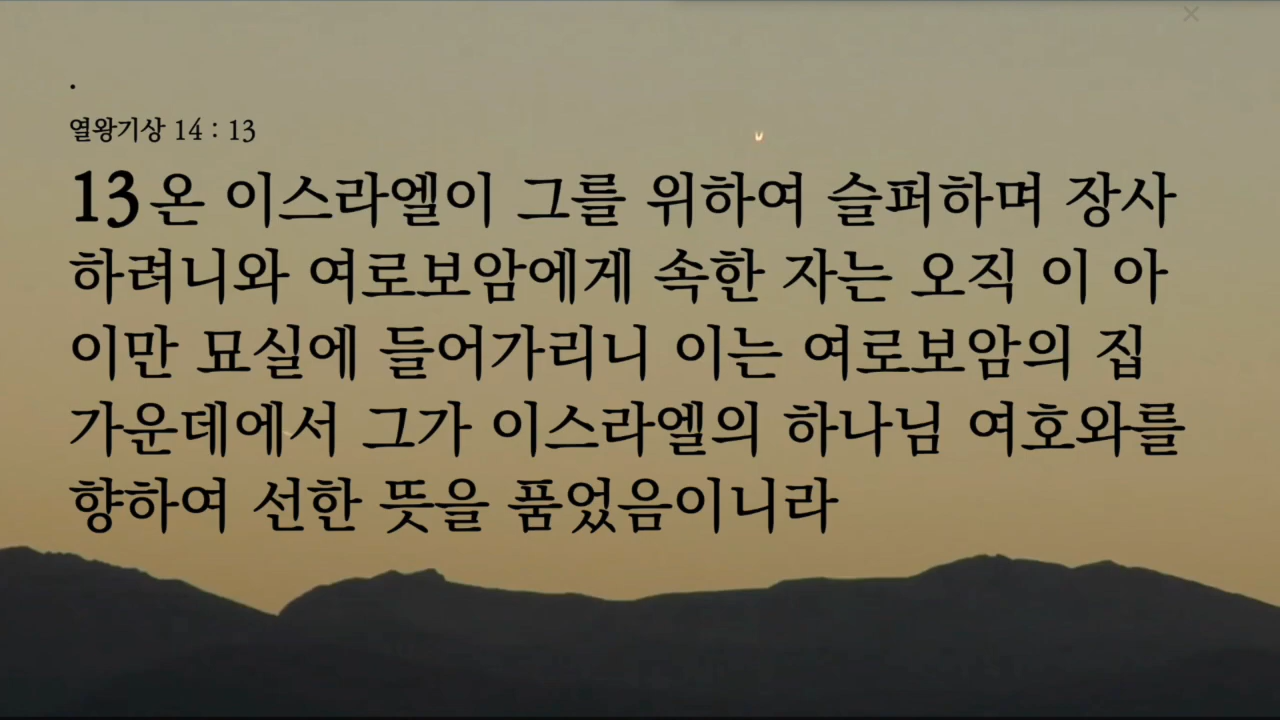 .
열왕기상 14 : 13
13 온 이스라엘이 그를 위하여 슬퍼하며 장사
하려니와 여로보암에게 속한 자는 오직 이 아
이만 묘실에 들어가리니 이는 여로보암의 집
가운데에서 그가 이스라엘의 하나님 여호와를
향하여 선한 뜻을 품었음이니라